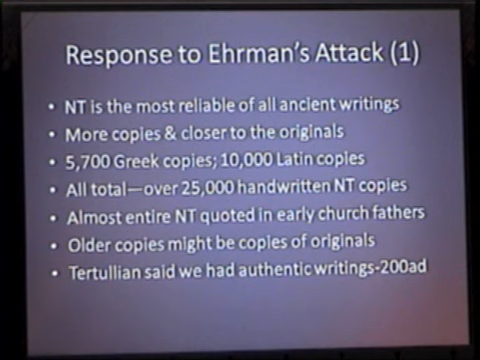 Response to Ehrman's Attack (1)
• NT is the most reliable of all ancient writings
• More copies & closer to the originals
• 5,700 Greek copies; 10,000 Latin copies
• All total—over 25,000 handwritten NT copies
• Almost entire NT quoted in early church fathers
• Older copies might be copies of originals
• Tertullian said we had authentic writings-200ad